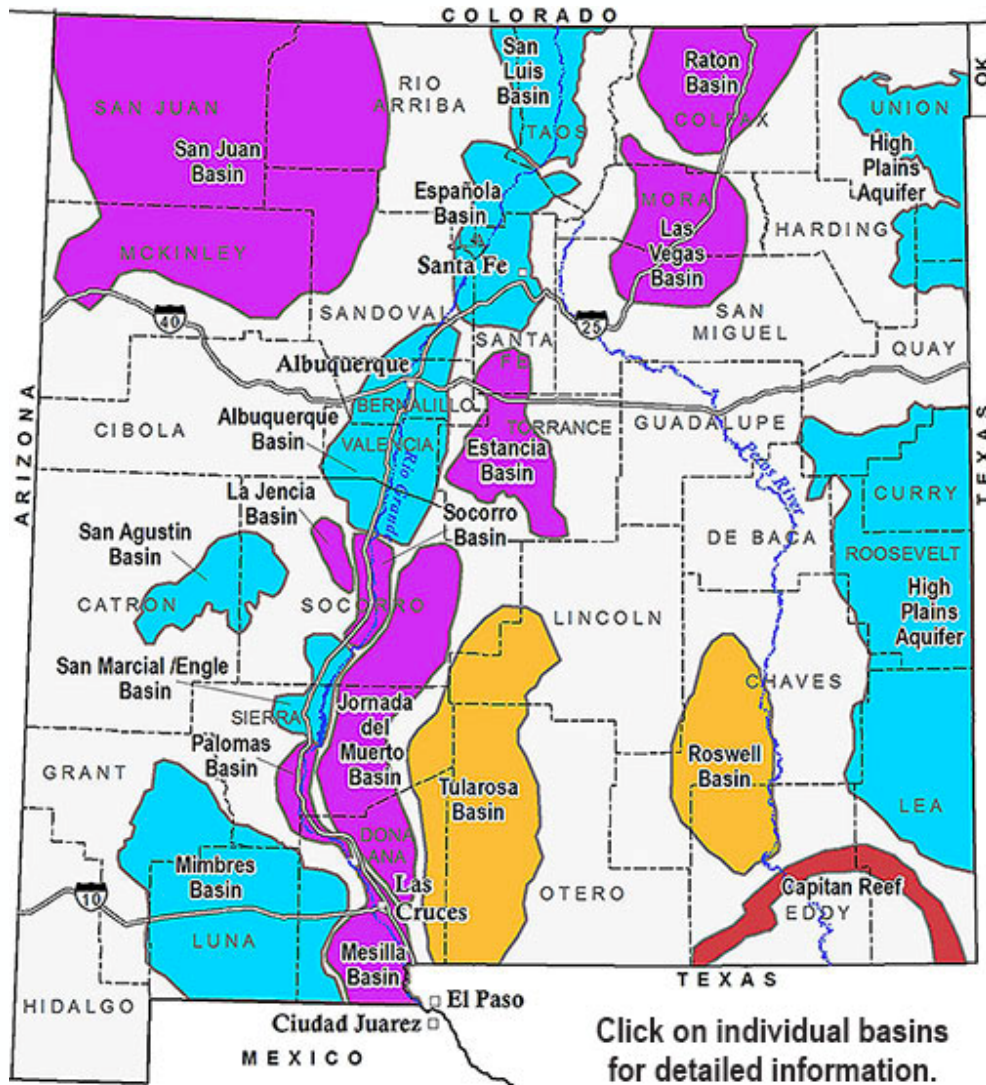 COLORADO
OK
RIO
ARRIBA
San
Luis
Basin
TAOS
Raton
Basin
COLFAX
UNION
High
Plains
Aquifer
SAN JUAN
San Juan
Basin
Española
Basin
MORA
Las
Vegas
Basin
HARDING
MCKINLEY
Santa Fe
SANDOVAL
40
25
SAN
MIGUEL
SANTA
FE
QUAY
Albuquerque
BERNALILLO
ARIZONA
TEXAS
CIBOLA
Albuquerque
Basin
VALENCIA
Rio Grande
TORRANCE
Estancia
Basin
GUADALUPE
Pecos River
La Jencia
Basin
Socorro
Basin
CURRY
San Agustin
Basin
DE BACA
ROOSEVELT
High
Plains
Aquifer
CATRON
SOCORRO
LINCOLN
San Marcial /Engle
Basin
SIERRA
CHAVES
Jornada
del
Muerto
Basin
Palomas
Basin
GRANT
Tularosa
Basin
Roswell
Basin
LEA
DONA
ANA
Mimbres
Basin
Las
Cruces
OTERO
Capitan Reef
EDDY
10
LUNA
Mesilla
Basin
TEXAS
HIDALGO
El Paso
Ciudad Juarez
MEXICO
Click on individual basins
for detailed information.